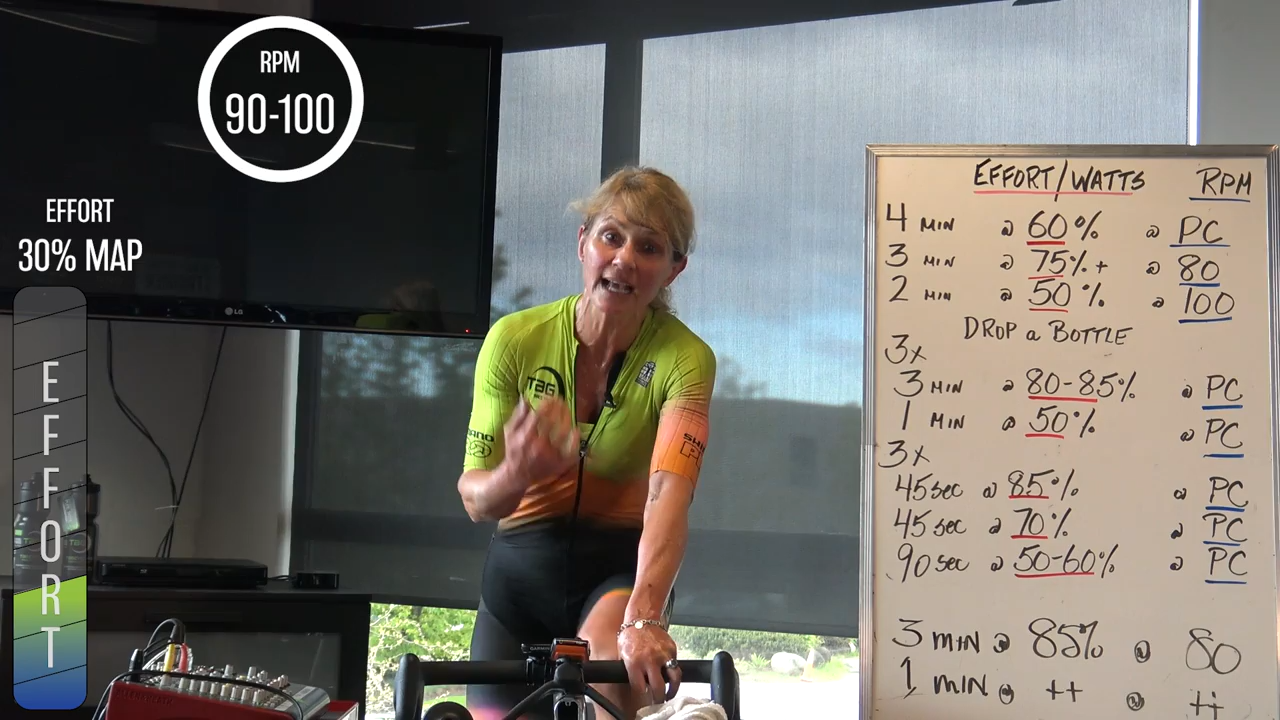 RPM
90-100
EFFORT
30% MAP
EFFORT
LG
TAG
EFFORT/WATTS RPM
4 MIN @ 60% @ PC
3 MIN @ 75%+ @ 80
2 MIN @ 50% @ 100
DROP a BOTTLE
3x
3 MIN @ 80-85% @ PC
1 MIN @ 50% @ PC
3x
45sec @ 85% @ PC
45sec @ 70% @ PC
90sec @ 50-60% @ PC
3 MIN @ 85% @ 80
1 MIN @ ++ @ ++